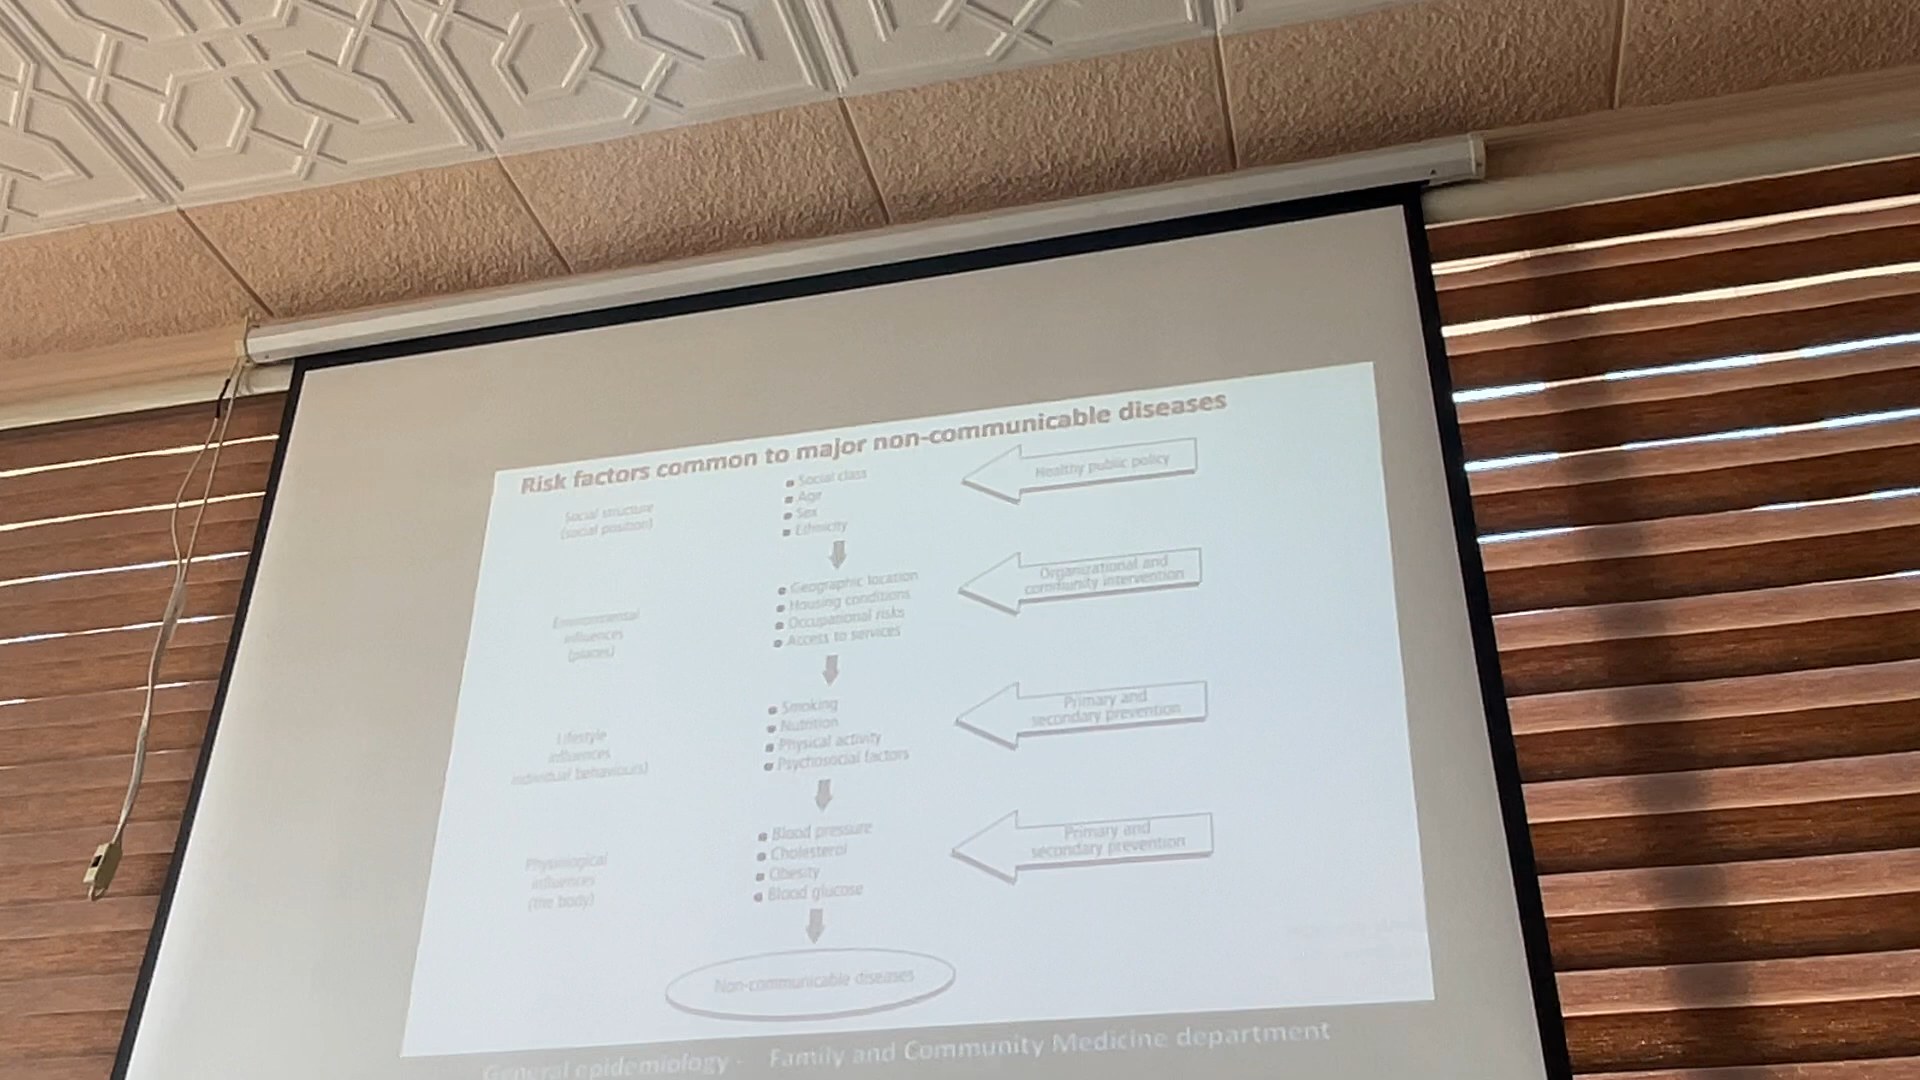 Risk factors common to major non-communicable diseases
Social structure
(social position)
Social class
Age
Sex
Ethnicity
Healthy public policy
Environmental
influences
(places)
Geographic location
Housing conditions
Occupational risks
Access to services
Organizational and
community intervention
Lifestyle
influences
individual behaviours)
Smoking
Nutrition
Physical activity
Psychosocial factors
Primary and
secondary prevention
Physiological
influences
(the body)
Blood pressure
Cholesterol
Obesity
Blood glucose
Primary and
secondary prevention
Non-communicable diseases
General epidemiology - Family and Community Medicine department